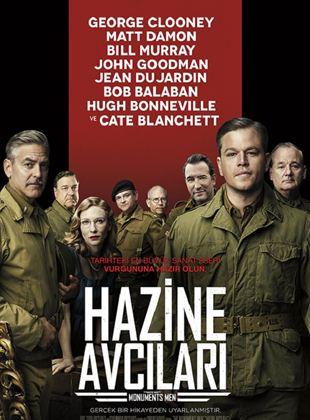 GEORGE CLOONEY
MATT DAMON
BILL MURRAY
JOHN GOODMAN
JEAN DUJARDIN
BOB BALABAN
HUGH BONNEVILLE
VE CATE BLANCHETT
TARİHTEKİ EN BÜYÜK SANAT ESERİ
VURGUNUNA HAZIR OLUN.
HAZİNE
AVCILARI
MONUMENTS MEN
GERÇEK BİR HİKAYEDEN UYARLANMIŞTIR.